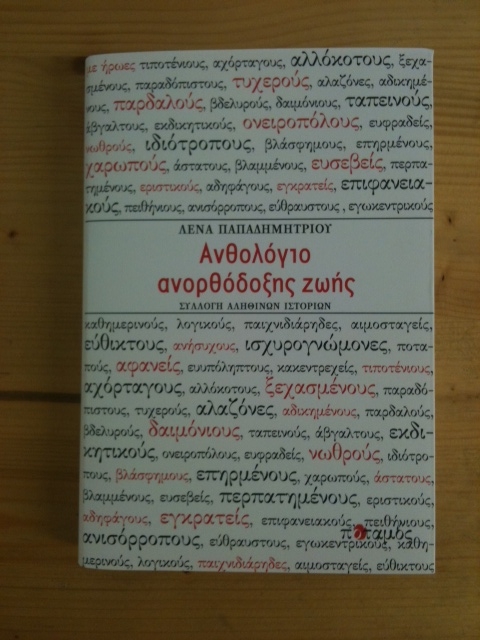 με ήρωες τιποτένιους, αχόρταγους, αλλόκοτους, ξεχα-
σμένους, παραδόπιστους, τυχερούς, αλαζόνες, αδικημέ-
νους, παρδαλούς, βδελυρούς, δαιμόνιους, ταπεινούς,
άβγαλτους, εκδικητικούς, ονειροπόλους, ευφραδείς,
νωθρούς, ιδιότροπους, βλάσφημους, επηρμένους,
χαρωπούς, άστατους, βλαμμένους, ευσεβείς, περπα-
τημένους, εριστικούς, αδηφάγους, εγκρατείς, επιφανεια-
κούς, πειθήνιους, ανισόρροπους, εύθραυστους, εγωκεντρικούς
ΛΕΝΑ ΠΑΠΑΔΗΜΗΤΡΙΟΥ
Ανθολόγιο
ανορθόδοξης ζωής
ΣΥΛΛΟΓΗ ΑΛΗΘΙΝΩΝ ΙΣΤΟΡΙΩΝ
καθημερινούς, λογικούς, παιχνιδιάρηδες, αιμοσταγείς,
εύθικτους, ανήσυχους, ισχυρογνώμονες, ποτα-
πούς, αφανείς, ευυπόληπτους, κακεντρεχείς, τιποτένιους,
αχόρταγους, αλλόκοτους, ξεχασμένους, παραδό-
πιστους, τυχερούς, αλαζόνες, αδικημένους, παρδαλούς,
βδελυρούς, δαιμόνιους, ταπεινούς, άβγαλτους, εκδι-
κητικούς, ονειροπόλους, ευφραδείς, νωθρούς, ιδιότρο-
πους, βλάσφημους, επηρμένους, χαρωπούς, άστατους,
βλαμμένους, ευσεβείς, περπατημένους, εριστικούς,
αδηφάγους, εγκρατείς, επιφανειακούς, πειθήνιους,
ποταμός
ανισόρροπους, εύθραυστους, εγωκεντρικούς, καθη-
μερινούς, λογικούς, παιχνιδιάρηδες, αιμοσταγείς, εύθικτους